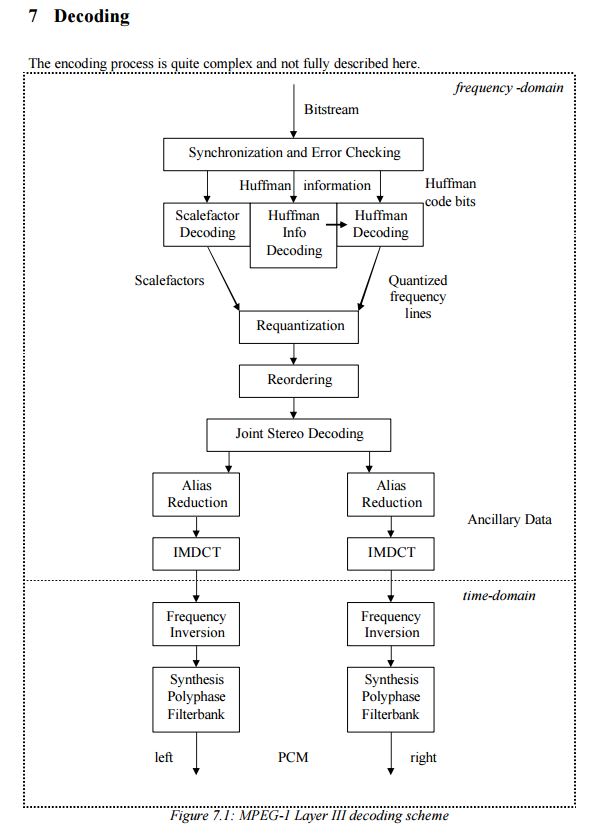 7 Decoding
The encoding process is quite complex and not fully described here.
frequency -domain
Bitstream
Synchronization and Error Checking
Huffman information
Huffman
code bits
Scalefactor
Decoding
Huffman
Info
Decoding
Huffman
Decoding
Scalefactors
Quantized
frequency
lines
Requantization
Reordering
Joint Stereo Decoding
Alias
Reduction
Alias
Reduction
Ancillary Data
IMDCT
IMDCT
time-domain
Frequency
Inversion
Frequency
Inversion
Synthesis
Polyphase
Filterbank
Synthesis
Polyphase
Filterbank
left
PCM
right
Figure 7.1: MPEG-1 Layer III decoding scheme